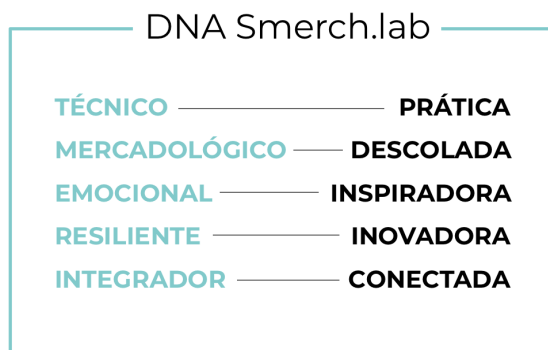 DNA Smerch.lab
TÉCNICO PRÁTICA
MERCADOLÓGICO DESCOLADA
EMOCIONAL INSPIRADORA
RESILIENTE INOVADORA
INTEGRADOR CONECTADA